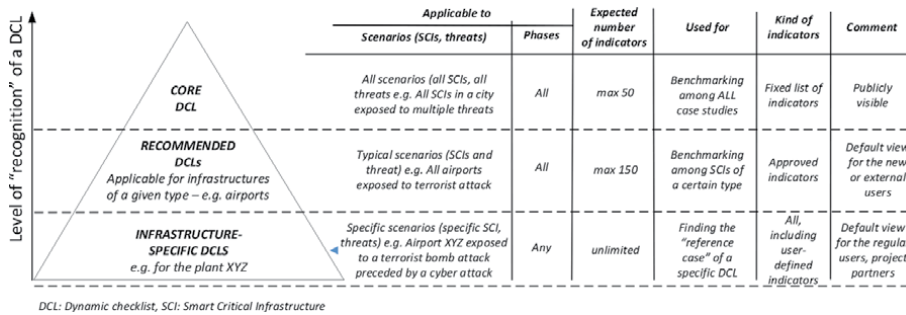 Level of "recognition" of a DCL
Applicable to
Scenarios (SCIs, threats)
Phases
Expected
number
of indicators
Used for
Kind of
indicators
Comment
CORE
DCL
All scenarios (all SCIs, all
threats e.g. All SCIs in a city
exposed to multiple threats
All
max 50
Benchmarking
among ALL
case studies
Fixed list of
indicators
Publicly
visible
RECOMMENDED
DCLs
Applicable for infrastructures
of a given type – e.g. airports
Typical scenarios (SCIs and
threat) e.g. All airports
exposed to terrorist attack
All
max 150
Benchmarking
among SCIs of
a certain type
Approved
indicators
Default view
for the new
or external
users
INFRASTRUCTURE-
SPECIFIC DCLS
e.g. for the plant XYZ
Specific scenarios (specific SCI,
threats) e.g. Airport XYZ exposed
to a terrorist bomb attack
preceded by a cyber attack
Any
unlimited
Finding the
"reference
case" of a
specific DCL
All,
including
user-
defined
indicators
Default view
for the regular
users, project
partners
DCL: Dynamic checklist, SCI: Smart Critical Infrastructure